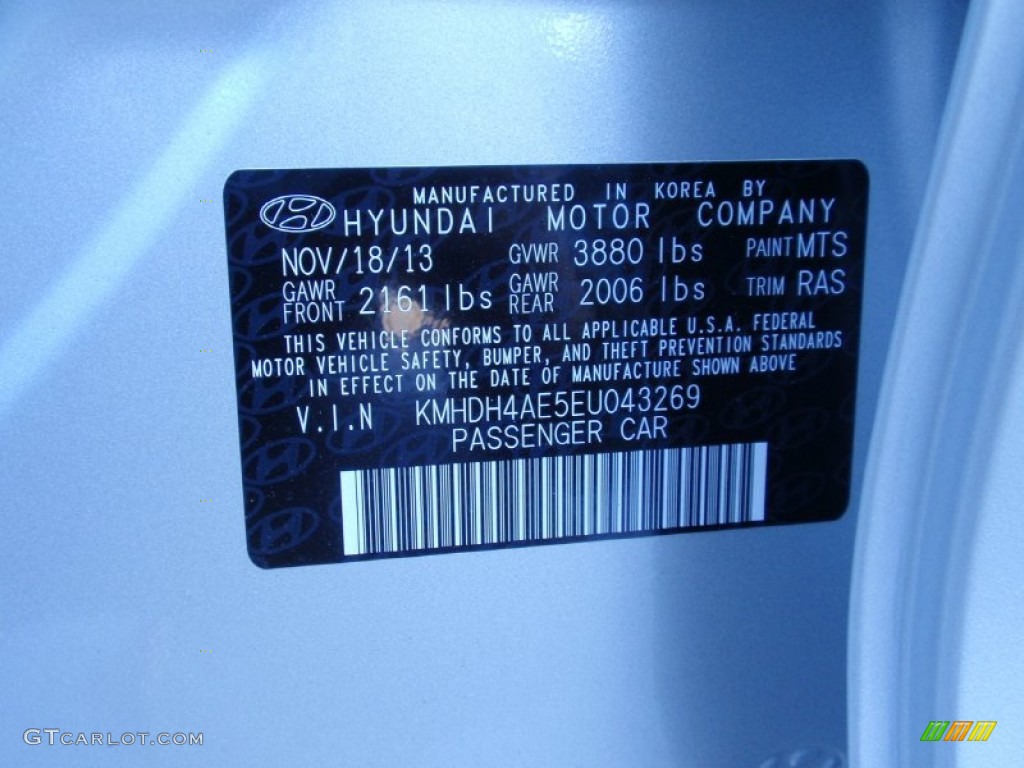 MANUFACTURED IN KOREA BY
HYUNDAI MOTOR COMPANY
NOV/18/13 GVWR 3880 lbs PAINT MTS
GAWR FRONT 2161 lbs GAWR REAR 2006 lbs TRIM RAS
THIS VEHICLE CONFORMS TO ALL APPLICABLE U.S.A. FEDERAL
MOTOR VEHICLE SAFETY, BUMPER, AND THEFT PREVENTION STANDARDS
IN EFFECT ON THE DATE OF MANUFACTURE SHOWN ABOVE
V.I.N KMHDH4AE5EU043269
PASSENGER CAR
GTCARLOT.COM